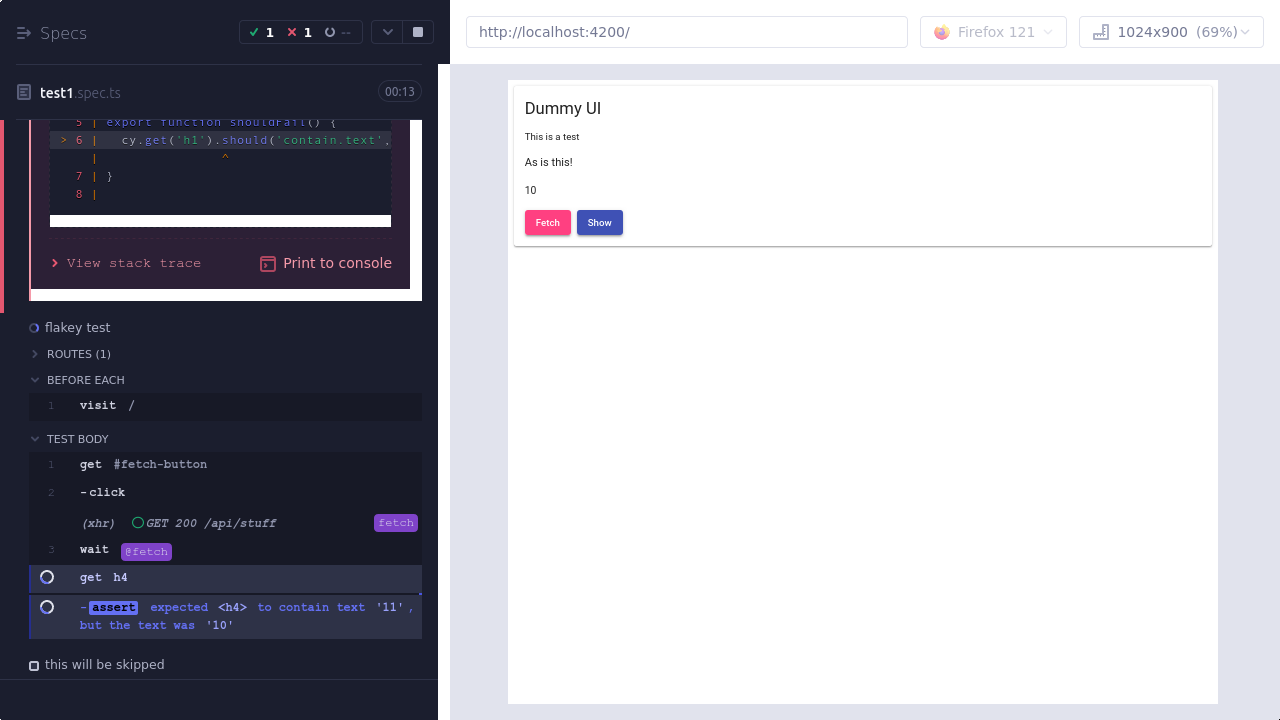 Specs
1 1 --
test1.spec.ts 00:13
5 | export function shouldFail() {
> 6 | cy.get('h1').should('contain.text',
| ^
7 | }
8 |
> View stack trace
Print to console
flakey test
ROUTES (1)
BEFORE EACH
1 visit /
TEST BODY
1 get #fetch-button
2 -click
(xhr) GET 200 /api/stuff fetch
3 wait @fetch
get h4
-assert expected <h4> to contain text '11',
but the text was '10'
this will be skipped
http://localhost:4200/
Firefox 121
1024x900 (69%)
Dummy UI
This is a test
As is this!
10
Fetch Show